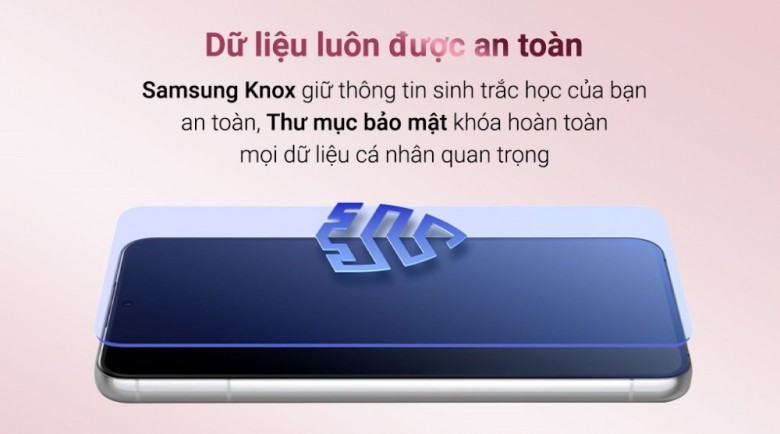 Dữ liệu luôn được an toàn
Samsung Knox giữ thông tin sinh trắc học của bạn
an toàn, Thư mục bảo mật khóa hoàn toàn
mọi dữ liệu cá nhân quan trọng